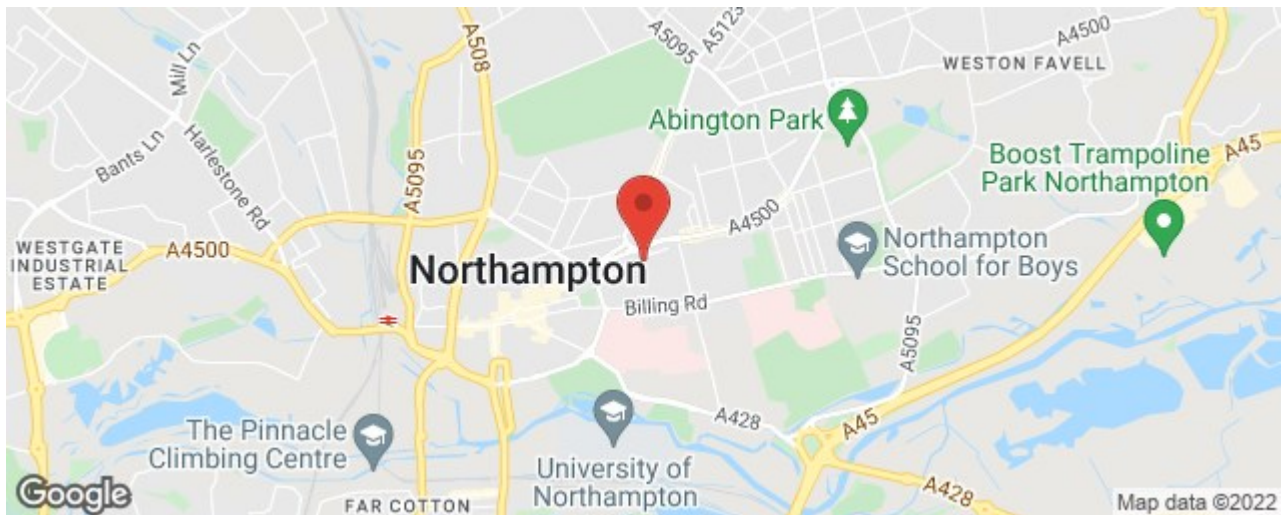 A508
A5095
A5123
A4500
Mill Ln
WESTON FAVELL
Abington Park
A45
Bants Ln
Harlestone Rd
A5095
Boost Trampoline
Park Northampton
A4500
WESTGATE
INDUSTRIAL
ESTATE
A4500
Northampton
School for Boys
Northampton
Billing Rd
A5095
A428
A45
The Pinnacle
Climbing Centre
University of
Northampton
A428
Google
FAR COTTON
Map data ©2022